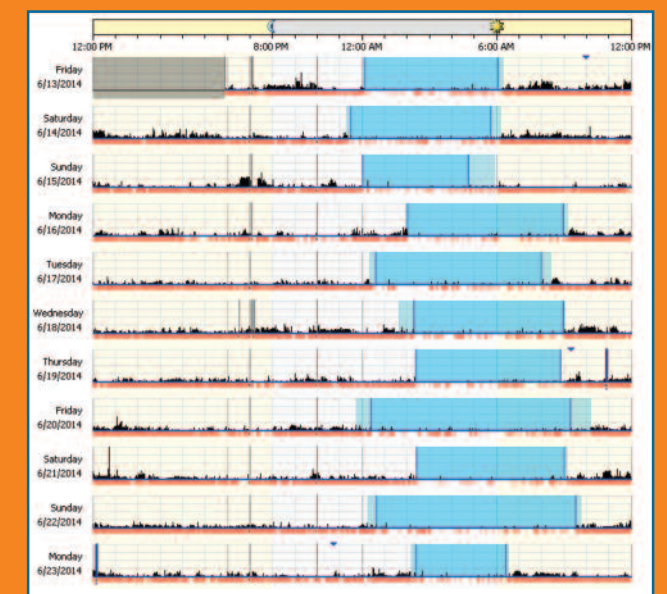 12:00 PM 8:00 PM 12:00 AM 6:00 AM 12:00 PM
Friday
6/13/2014
Saturday
6/14/2014
Sunday
6/15/2014
Monday
6/16/2014
Tuesday
6/17/2014
Wednesday
6/18/2014
Thursday
6/19/2014
Friday
6/20/2014
Saturday
6/21/2014
Sunday
6/22/2014
Monday
6/23/2014